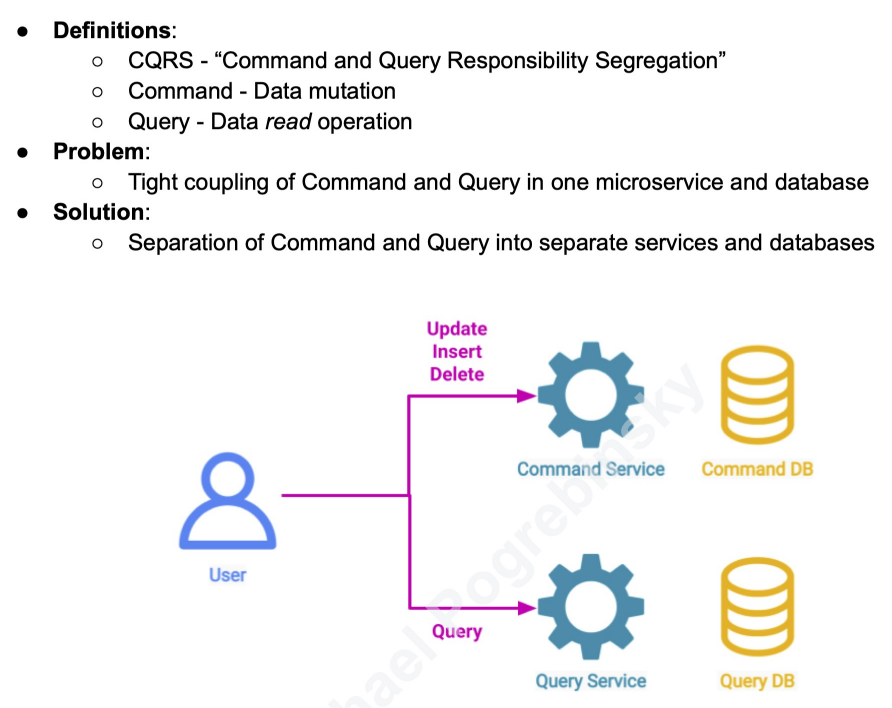 ● Definitions:
○ CQRS - “Command and Query Responsibility Segregation”
○ Command - Data mutation
○ Query - Data read operation
● Problem:
○ Tight coupling of Command and Query in one microservice and database
● Solution:
○ Separation of Command and Query into separate services and databases
Update
Insert
Delete
Command Service
Command DB
User
Query
Query Service
Query DB
hael Pogrebinsky